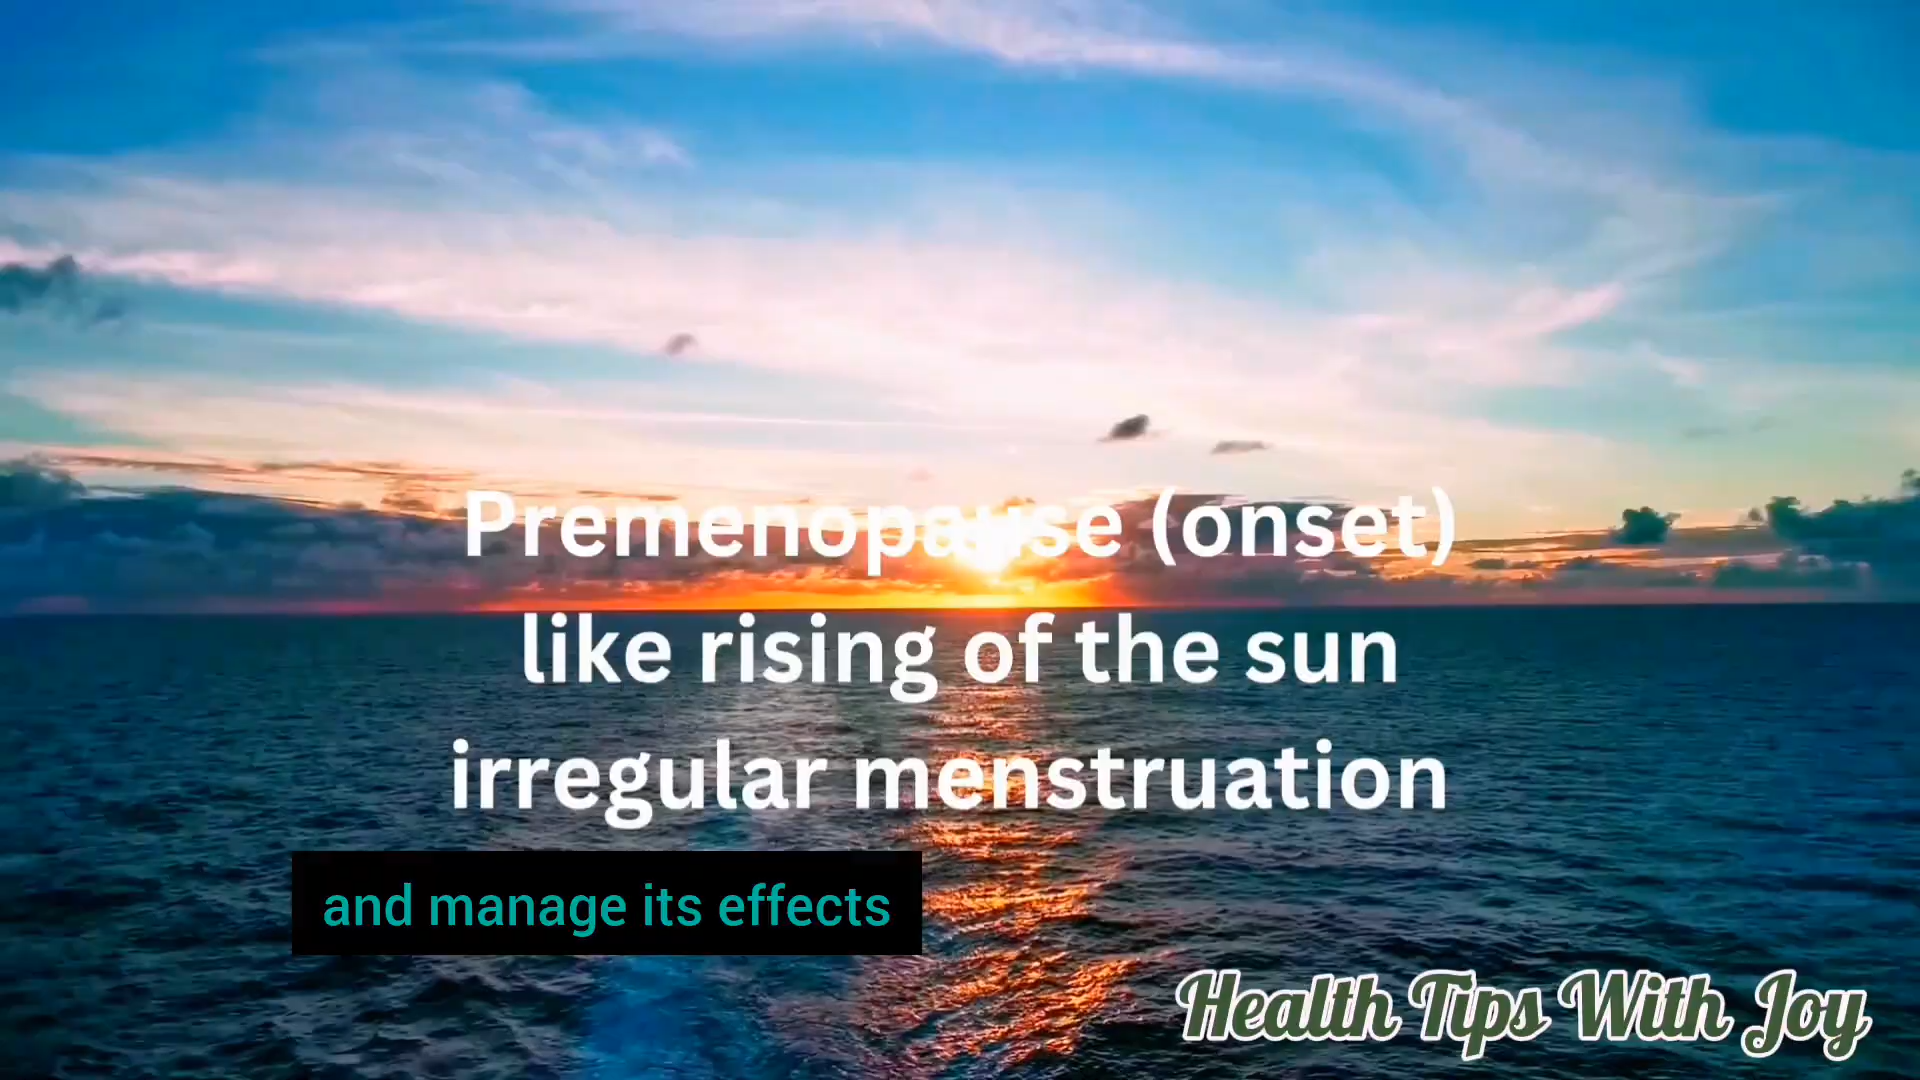 Premenopause (onset)
like rising of the sun
irregular menstruation
and manage its effects
Health Tips With Joy